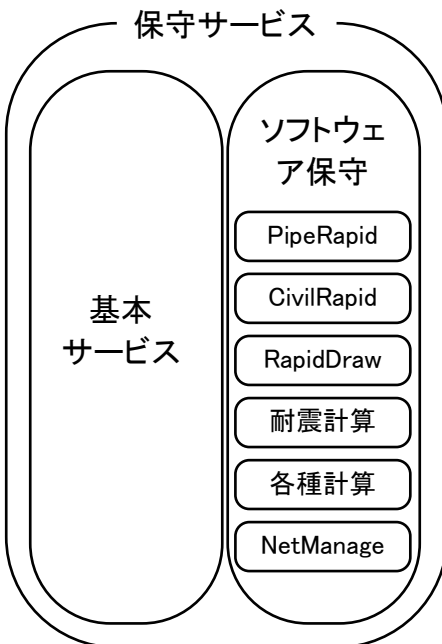 保守サービス
基本
サービス
ソフトウェ
ア保守
PipeRapid
CivilRapid
RapidDraw
耐震計算
各種計算
NetManage